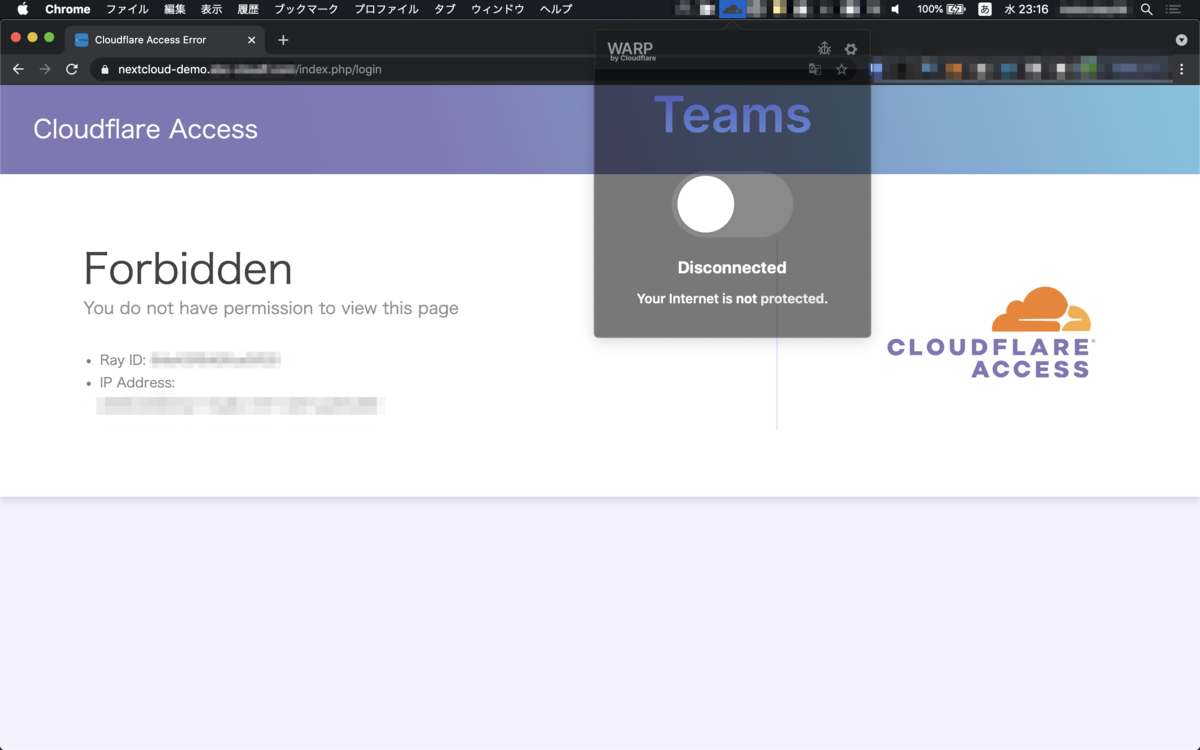 Chrome ファイル 編集 表示 履歴 ブックマーク プロファイル タブ ウィンドウ ヘルプ 100% あ 水 23:16
Cloudflare Access Error
nextcloud-demo. /index.php/login
WARP
by Cloudflare
Teams
Cloudflare Access
Disconnected
Your Internet is not protected.
Forbidden
You do not have permission to view this page
• Ray ID:
• IP Address:
CLOUDFLARE
ACCESS